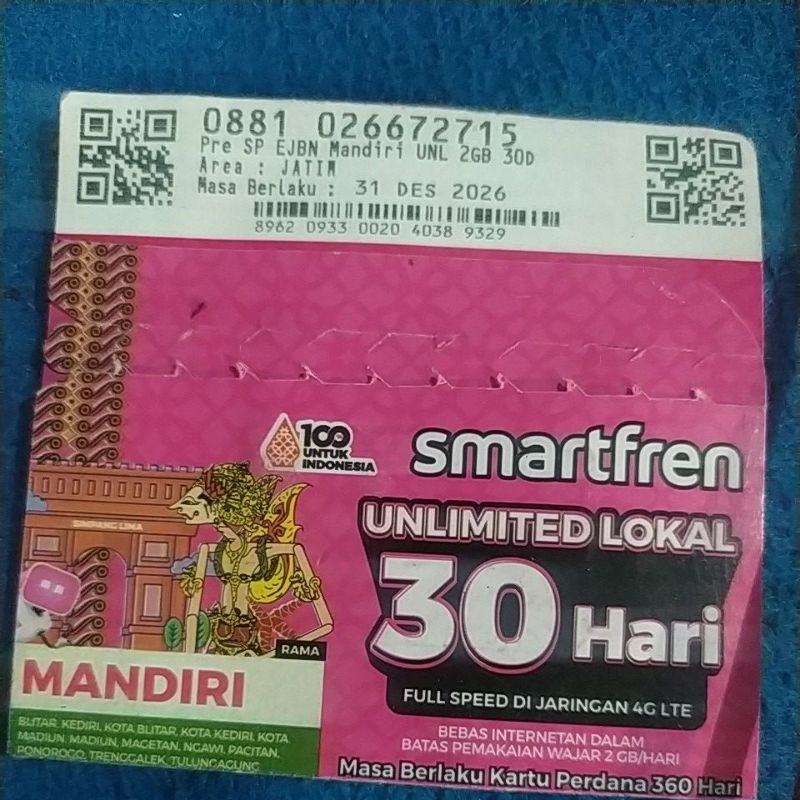 0881 026672715
Pre SP EJBN Mandiri UNL 2GB 30D
Area : JATIM
Masa Berlaku : 31 DES 2026
8962 0933 0020 4038 9329
100
UNTUK
INDONESIA
smartfren
SIMPANG LIMA
UNLIMITED LOKAL
30 Hari
RAMA
FULL SPEED DI JARINGAN 4G LTE
MANDIRI
BLITAR, KEDIRI, KOTA BLITAR, KOTA KEDIRI, KOTA
MADIUN, MADIUN, MAGETAN, NGAWI, PACITAN,
PONOROGO, TRENGGALEK, TULUNGAGUNG
BEBAS INTERNETAN DALAM
BATAS PEMAKAIAN WAJAR 2 GB/HARI
Masa Berlaku Kartu Perdana 360 Hari